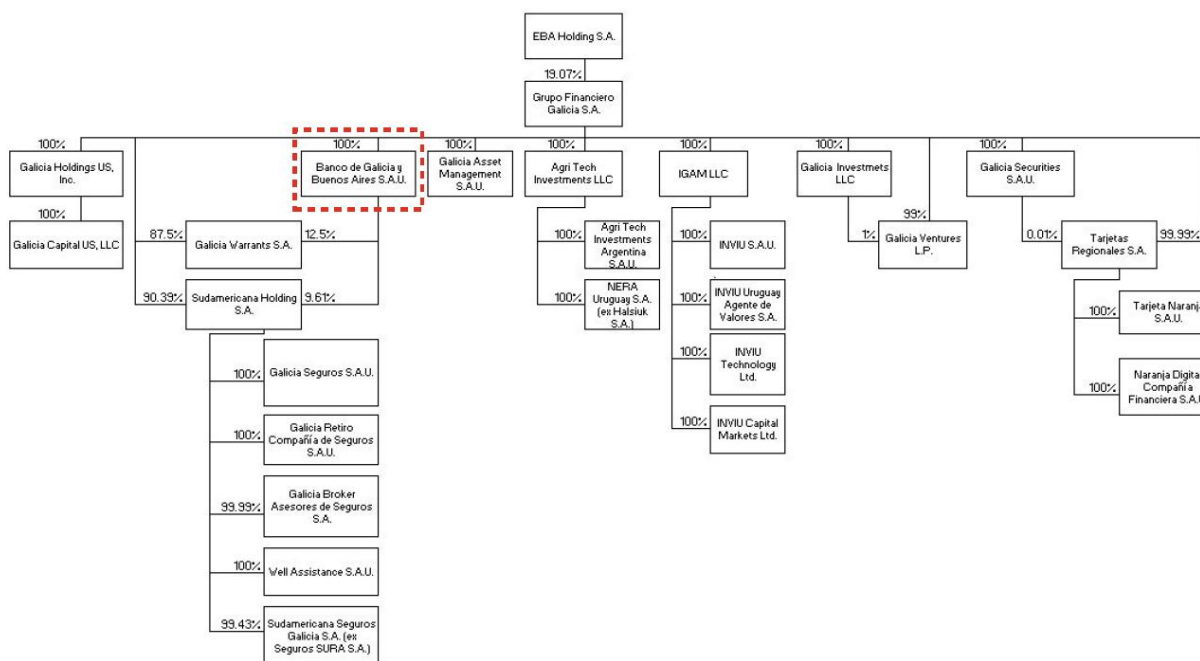 EBA Holding S.A.
19.07%
Grupo Financiero
Galicia S.A.
100%
Galicia Holdings US,
Inc.
100%
Galicia Capital US, LLC
100%
Banco de Galicia y
Buenos Aires S.A.U.
87.5%
Galicia Warrants S.A.
12.5%
90.39%
Sudamericana Holding
S.A.
9.61%
100%
Galicia Seguros S.A.U.
100%
Galicia Retiro
Compañía de Seguros
S.A.U.
99.99%
Galicia Broker
Asesores de Seguros
S.A.
100%
Well Assistance S.A.U.
99.43%
Sudamericana Seguros
Galicia S.A. (ex
Seguros SURA S.A.)
100%
Galicia Asset
Management
S.A.U.
100%
Agri Tech
Investments LLC
100%
Agri Tech
Investments
Argentina
S.A.U.
100%
NERA
Uruguay S.A.
(ex Halsiuk
S.A.)
100%
IGAM LLC
100%
INVIU S.A.U.
100%
INVIU Uruguay
Agente de
Valores S.A.
100%
INVIU
Technology
Ltd.
100%
INVIU Capital
Markets Ltd.
100%
Galicia Investmets
LLC
99%
1%
Galicia Ventures
L.P.
100%
Galicia Securities
S.A.U.
0.01%
Tarjetas
Regionales S.A.
99.99%
100%
Tarjeta Naranja
S.A.U.
100%
Naranja Digital
Compañía
Financiera S.A.U